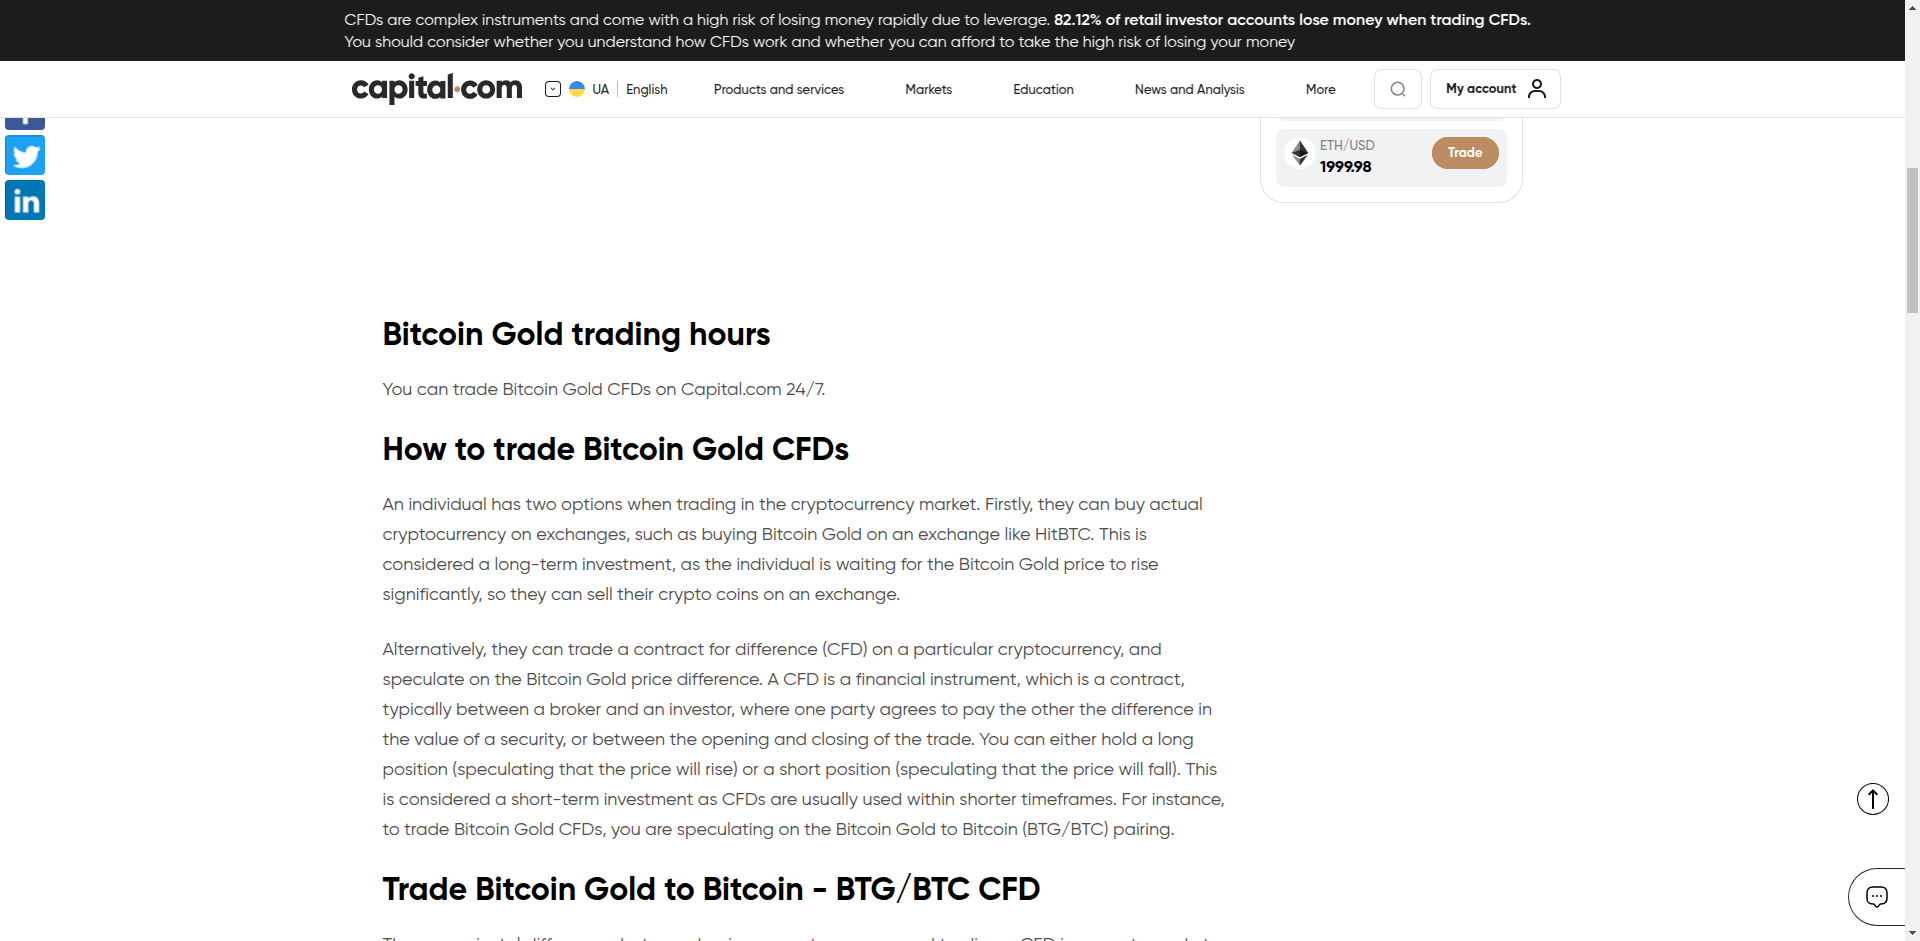 CFDs are complex instruments and come with a high risk of losing money rapidly due to leverage. 82.12% of retail investor accounts lose money when trading CFDs.
You should consider whether you understand how CFDs work and whether you can afford to take the high risk of losing your money
capital.com
UA
English
Products and services
Markets
Education
News and Analysis
More
My account
in
ETH/USD
1999.98
Trade
Bitcoin Gold trading hours
You can trade Bitcoin Gold CFDs on Capital.com 24/7.
How to trade Bitcoin Gold CFDs
An individual has two options when trading in the cryptocurrency market. Firstly, they can buy actual
cryptocurrency on exchanges, such as buying Bitcoin Gold on an exchange like HitBTC. This is
considered a long-term investment, as the individual is waiting for the Bitcoin Gold price to rise
significantly, so they can sell their crypto coins on an exchange.
Alternatively, they can trade a contract for difference (CFD) on a particular cryptocurrency, and
speculate on the Bitcoin Gold price difference. A CFD is a financial instrument, which is a contract,
typically between a broker and an investor, where one party agrees to pay the other the difference in
the value of a security, or between the opening and closing of the trade. You can either hold a long
position (speculating that the price will rise) or a short position (speculating that the price will fall). This
is considered a short-term investment as CFDs are usually used within shorter timeframes. For instance,
to trade Bitcoin Gold CFDs, you are speculating on the Bitcoin Gold to Bitcoin (BTG/BTC) pairing.
Trade Bitcoin Gold to Bitcoin - BTG/BTC CFD